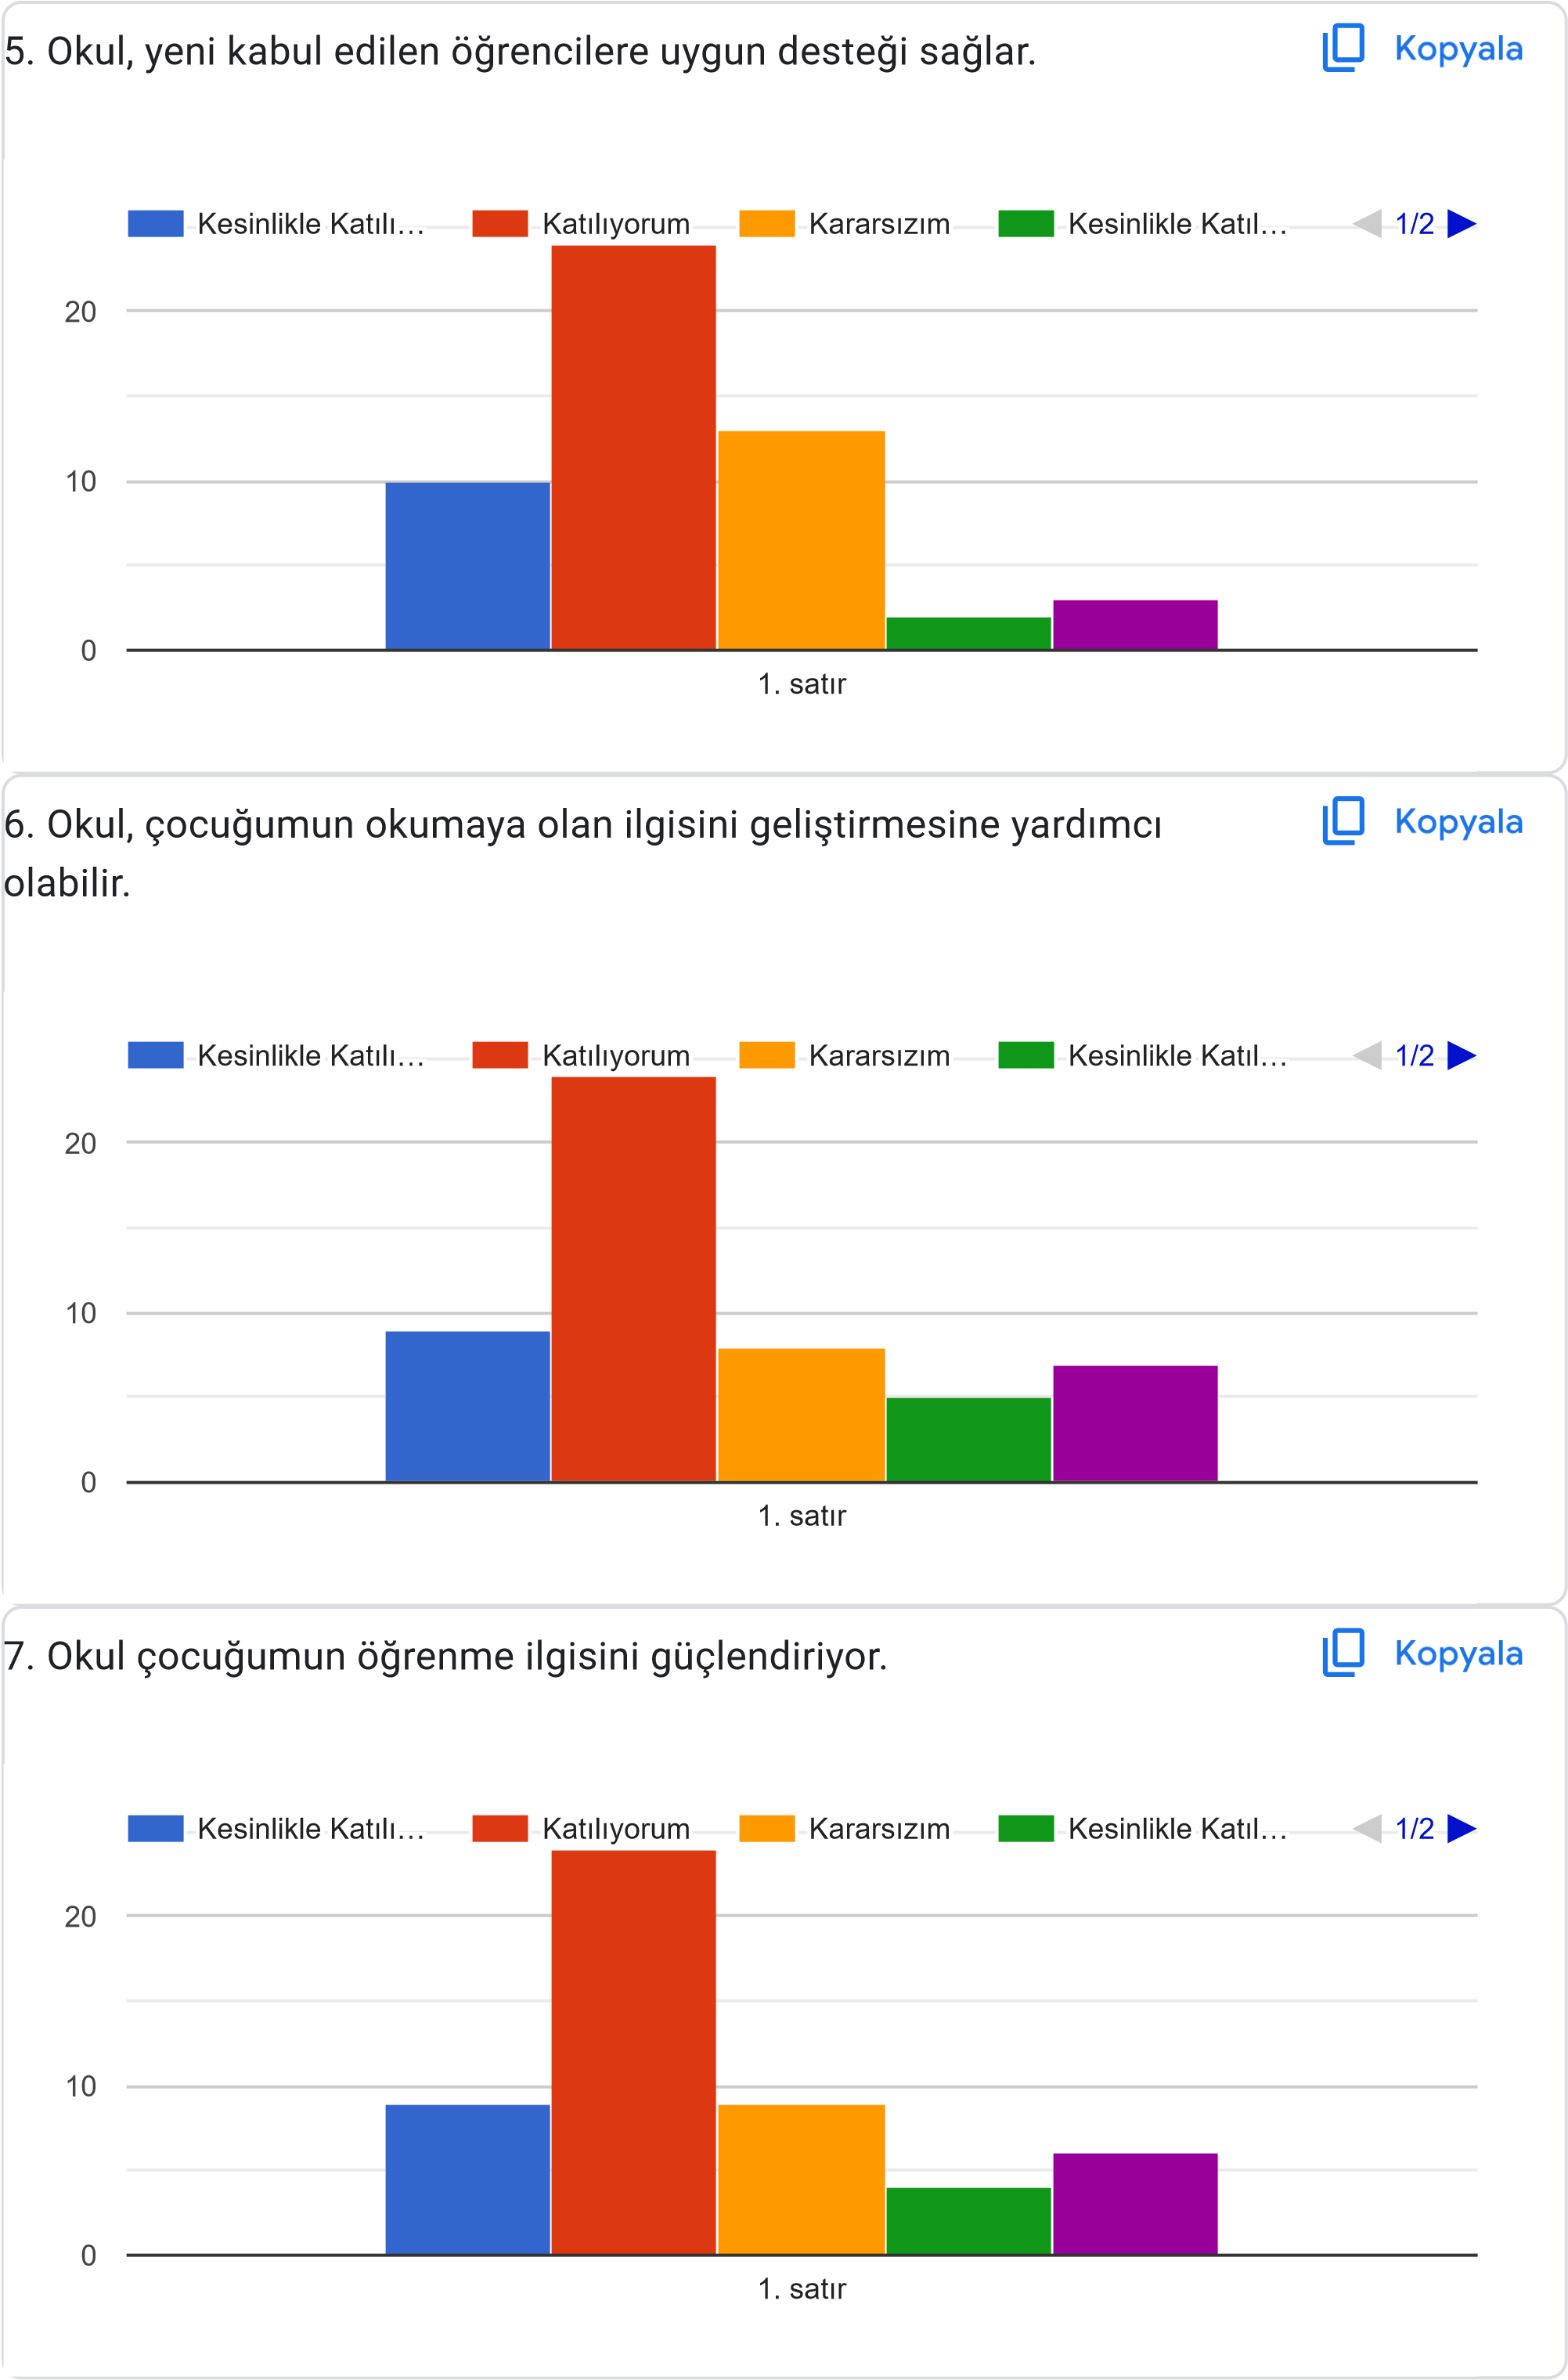 5. Okul, yeni kabul edilen öğrencilere uygun desteği sağlar.
Kopyala
Kesinlikle Katılı… Katılıyorum Kararsızım Kesinlikle Katıl… 1/2
20
10
0
1. satır
6. Okul, çocuğumun okumaya olan ilgisini geliştirmesine yardımcı
olabilir.
Kopyala
Kesinlikle Katılı… Katılıyorum Kararsızım Kesinlikle Katıl… 1/2
20
10
0
1. satır
7. Okul çocuğumun öğrenme ilgisini güçlendiriyor.
Kopyala
Kesinlikle Katılı… Katılıyorum Kararsızım Kesinlikle Katıl… 1/2
20
10
0
1. satır